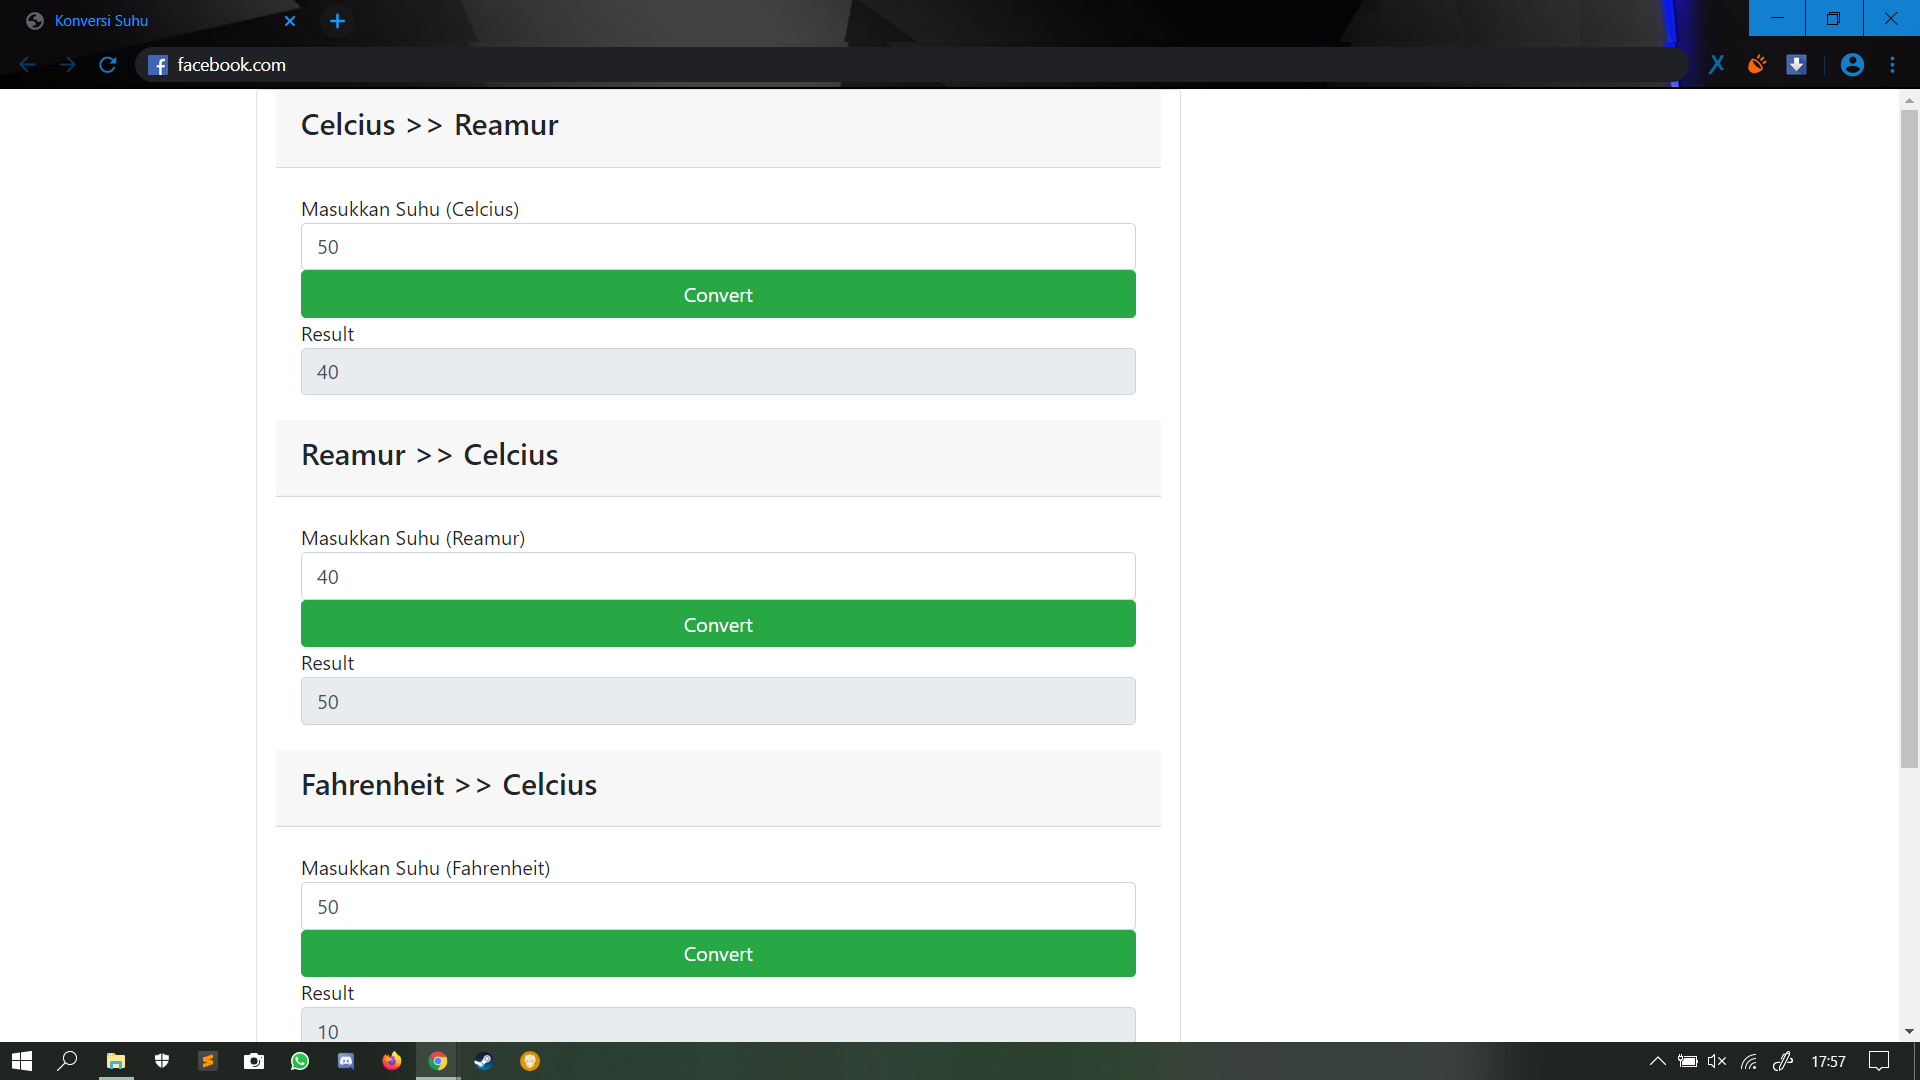 Konversi Suhu
facebook.com
Celcius >> Reamur
Masukkan Suhu (Celcius)
50
Convert
Result
40
Reamur >> Celcius
Masukkan Suhu (Reamur)
40
Convert
Result
50
Fahrenheit >> Celcius
Masukkan Suhu (Fahrenheit)
50
Convert
Result
10
17:57